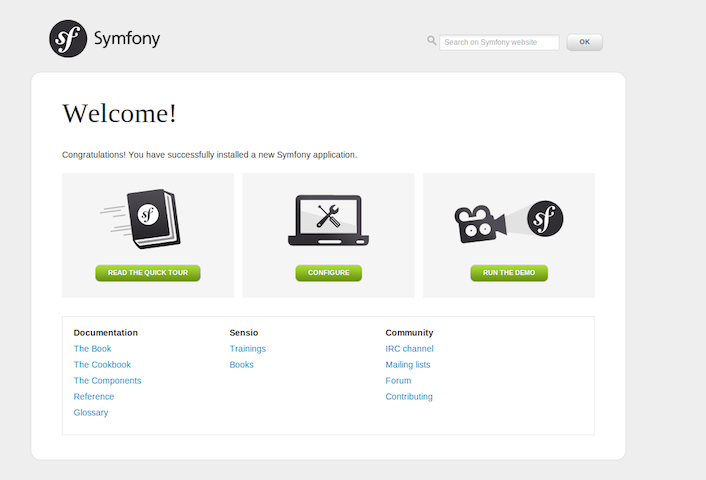 sf Symfony
Search on Symfony website
OK
Welcome!
Congratulations! You have successfully installed a new Symfony application.
sf
sf
READ THE QUICK TOUR
CONFIGURE
RUN THE DEMO
Documentation
Sensio
Community
The Book
Trainings
IRC channel
The Cookbook
Books
Mailing lists
The Components
Forum
Reference
Contributing
Glossary